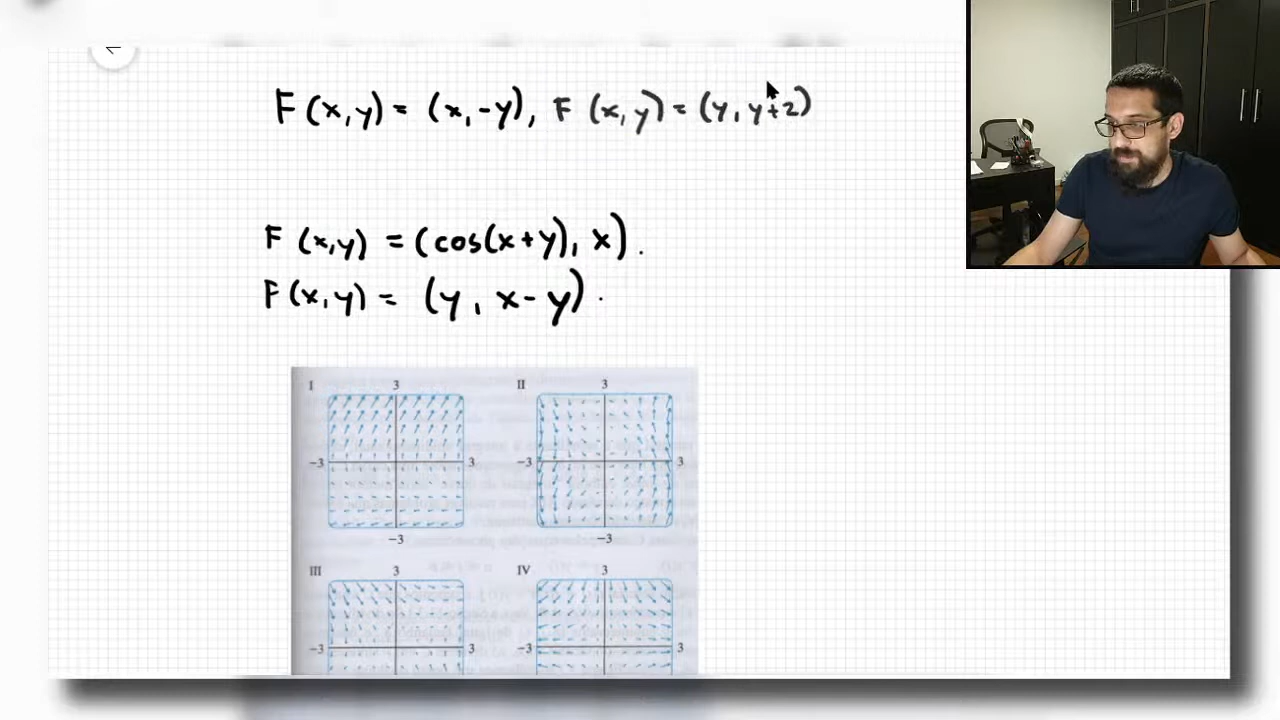 F(x,y) = (x,-y), F (x,y) = (y, y+2)
F (x,y) = (cos(x+y), x).
F(x,y) = (y, x-y).
I 3 II 3
-3 3 -3 3
-3 -3
III 3 IV 3
-3 3 -3 3